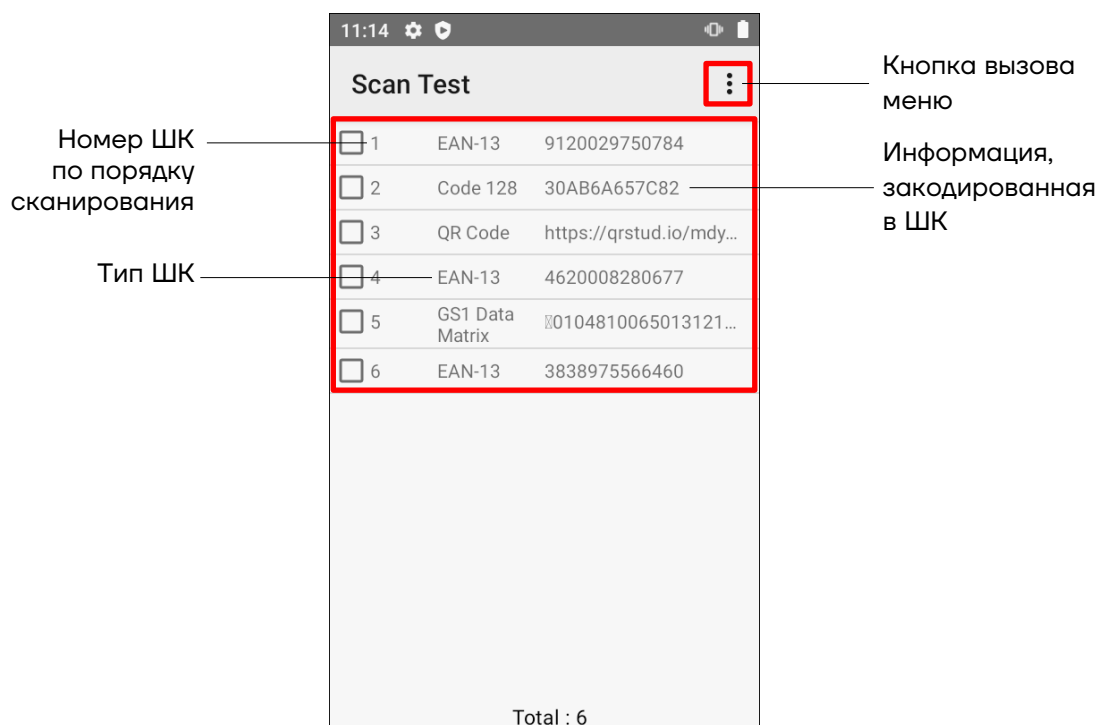 11:14
Scan Test
Кнопка вызова
меню
Номер ШК
по порядку
сканирования
1 EAN-13 9120029750784
Информация,
закодированная
в ШК
2 Code 128 30AB6A657C82
3 QR Code https://qrstud.io/mdy...
Тип ШК
4 EAN-13 4620008280677
5 GS1 Data
Matrix 0104810065013121...
6 EAN-13 3838975566460
Total : 6